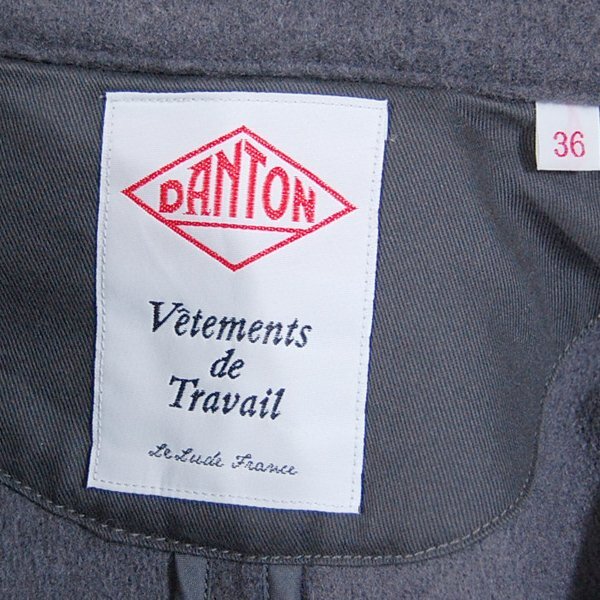 DANTON
36
Vêtements
de
Travail
Le Lude France